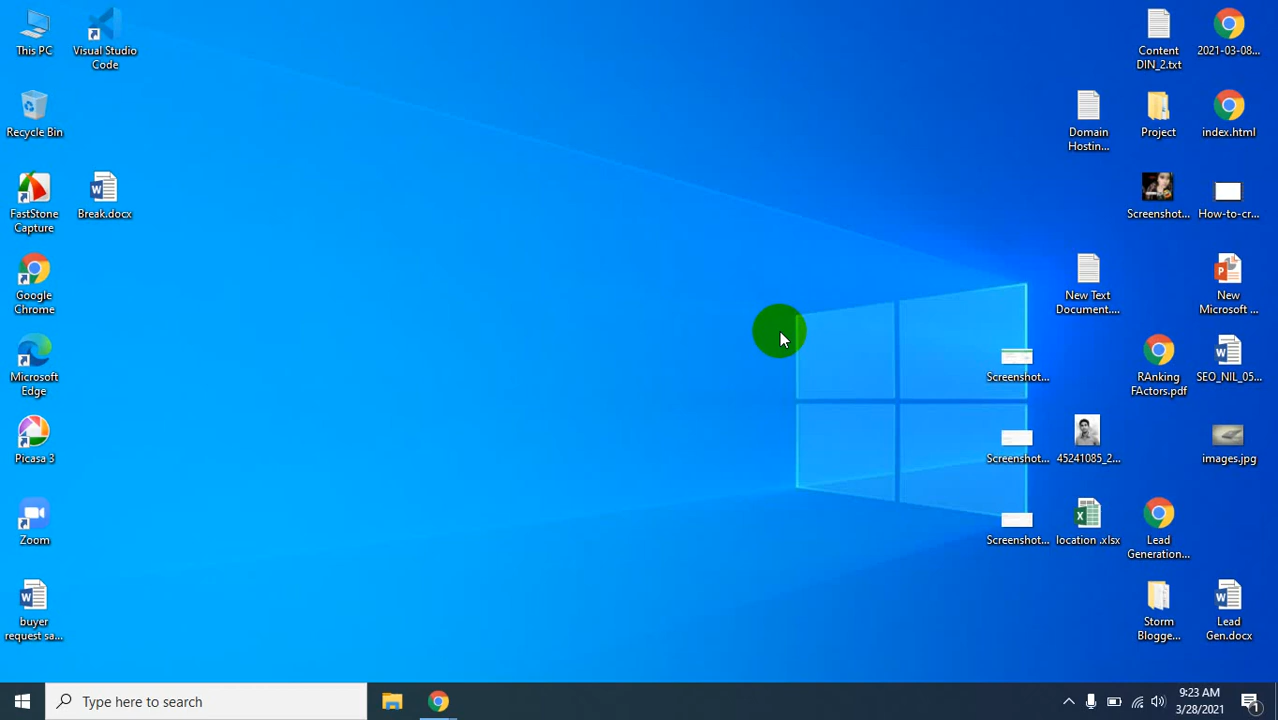 This PC
Visual Studio
Code
Recycle Bin
FastStone
Capture
Break.docx
Google
Chrome
Microsoft
Edge
Picasa 3
Zoom
buyer
request sa...
Content
DIN_2.txt
2021-03-08...
Domain
Hostin...
Project
index.html
Screenshot...
How-to-cr...
New Text
Document....
New
Microsoft ...
Screenshot...
RAnking
FActors.pdf
SEO_NIL_05...
Screenshot...
45241085_2...
images.jpg
Screenshot...
location .xlsx
Lead
Generation...
Storm
Blogge...
Lead
Gen.docx
Type here to search
9:23 AM
3/28/2021
1